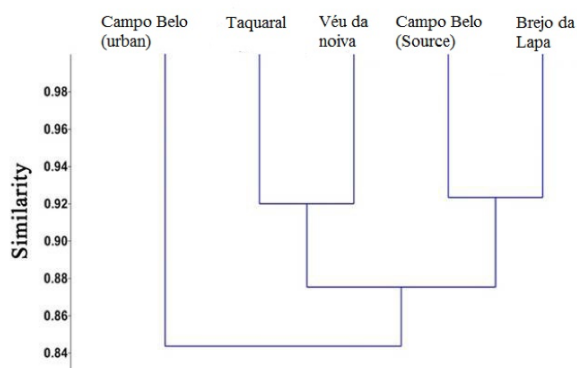 Campo Belo
(urban)
Taquaral
Véu da
noiva
Campo Belo
(Source)
Brejo da
Lapa
0.98
0.96
0.94
0.92
0.90
0.88
0.86
0.84
Similarity